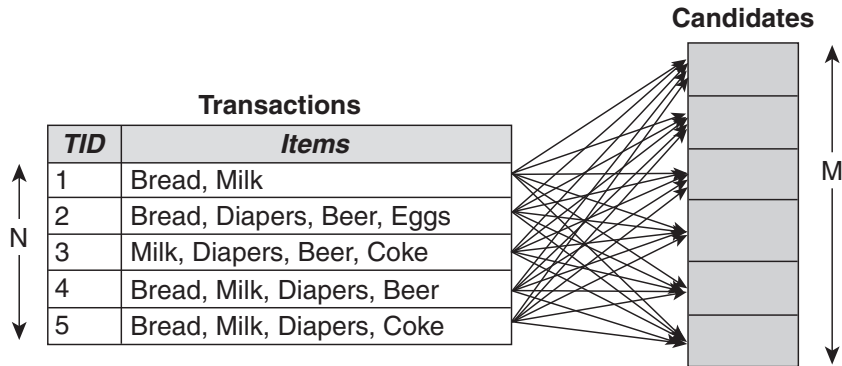 Candidates
Transactions
TID Items
1 Bread, Milk
2 Bread, Diapers, Beer, Eggs
3 Milk, Diapers, Beer, Coke
4 Bread, Milk, Diapers, Beer
5 Bread, Milk, Diapers, Coke
N
M